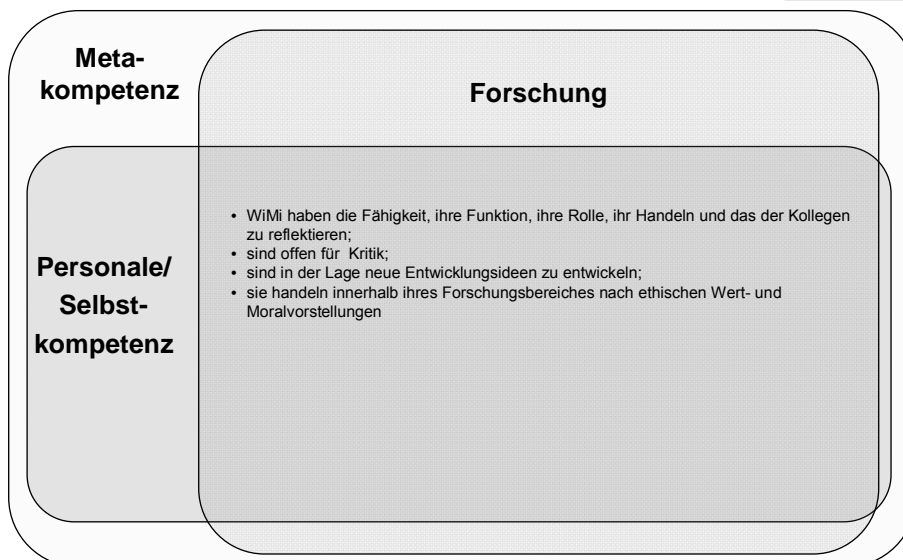 Meta-
kompetenz
Forschung
Personale/
Selbst-
kompetenz
• WiMi haben die Fähigkeit, ihre Funktion, ihre Rolle, ihr Handeln und das der Kollegen
zu reflektieren;
• sind offen für Kritik;
• sind in der Lage neue Entwicklungsideen zu entwickeln;
• sie handeln innerhalb ihres Forschungsbereiches nach ethischen Wert- und
Moralvorstellungen